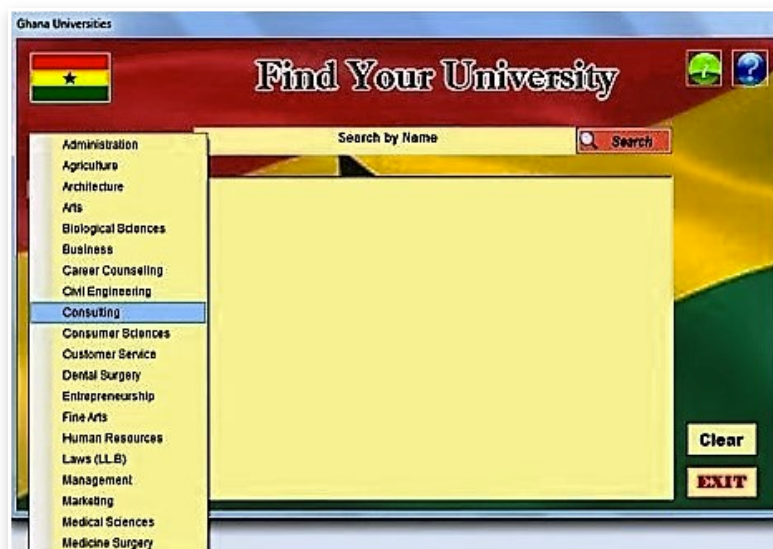 Ghana Universities
Find Your University
Search by Name
Search
Administration
Agriculture
Architecture
Arts
Biological Sciences
Business
Career Counseling
Civil Engineering
Consulting
Consumer Sciences
Customer Service
Dental Surgery
Entrepreneurship
Fine Arts
Human Resources
Laws (LL.B)
Management
Marketing
Medical Sciences
Medicine Surgery
Clear
EXIT